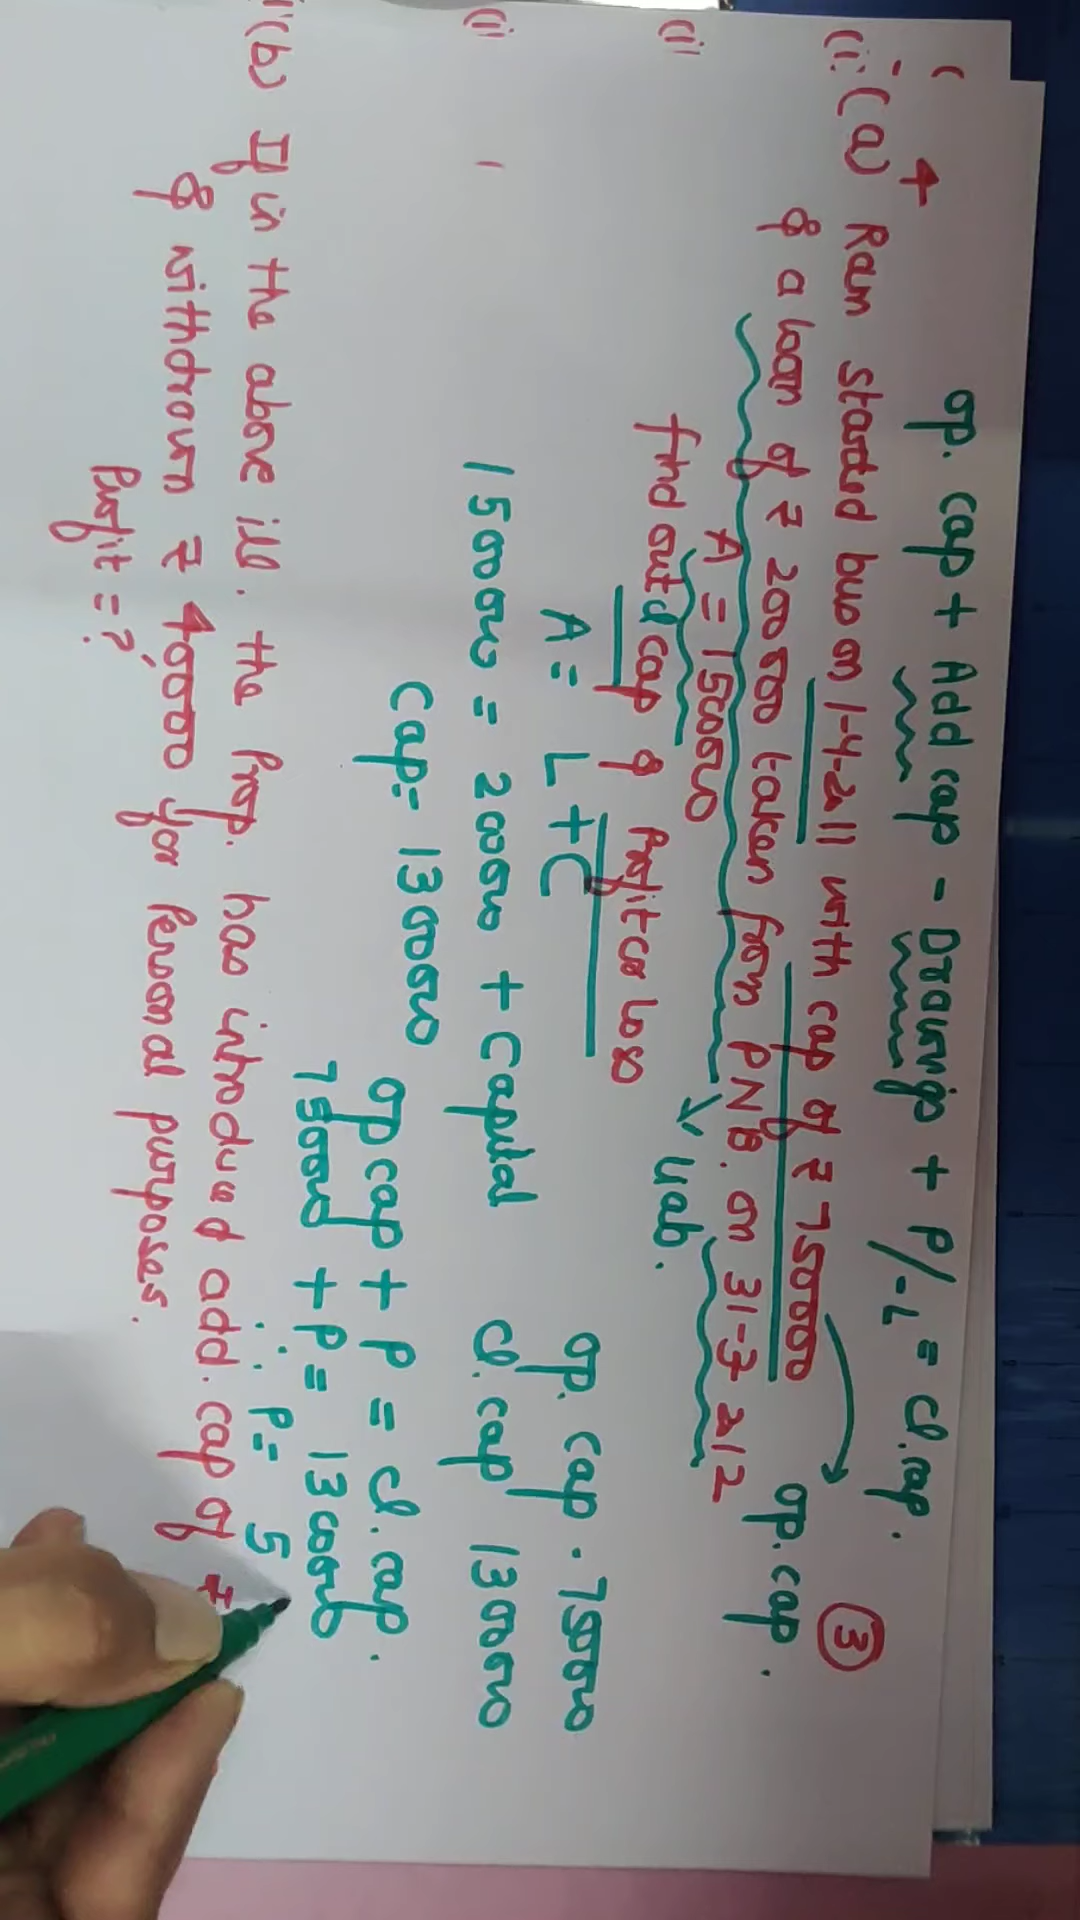 op. cap + Add cap - Drawings + P/-L = cl. cap.
③
(a) Ram started bus on 1-4-2011 with cap of ₹ 750000
op. cap.
& a loan of ₹ 200000 taken from PNB. on 31-3-2012
A = 1500000
Liab.
find out cl cap & Profit or loss
A = L + C
op. cap. 750000
1500000 = 200000 + Capital
cl. cap 1300000
Cap = 1300000
op cap + P = cl. cap.
750000 + P = 1300000
∴ P = 5
(b) If in the above ill. the Prop. has introduced add. cap of ₹
& withdrawn ₹ 40000 for Personal purposes.
Profit = ?